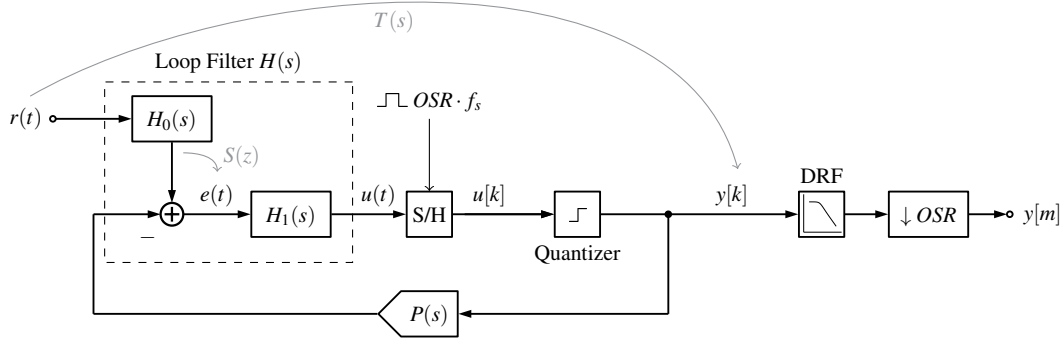 T(s)
Loop Filter H(s)
r(t)
H₀(s)
OSR · fₛ
S(z)
e(t)
H₁(s)
u(t)
S/H
u[k]
Quantizer
y[k]
DRF
↓ OSR
y[m]
−
P(s)